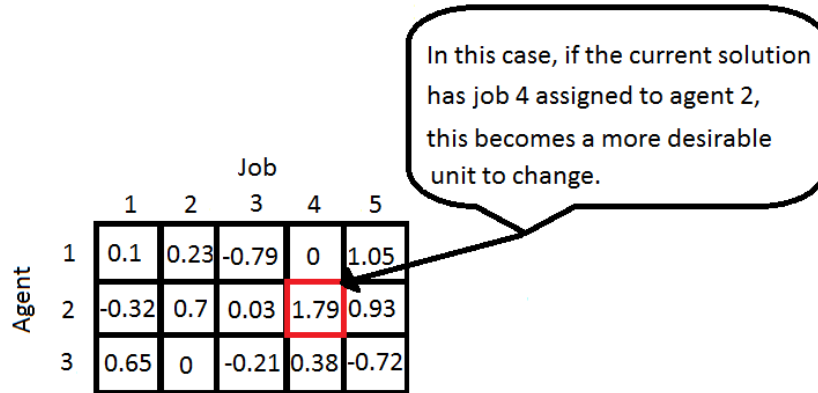 In this case, if the current solution
has job 4 assigned to agent 2,
this becomes a more desirable
unit to change.
Job
1 2 3 4 5
Agent
1 0.1 0.23 -0.79 0 1.05
2 -0.32 0.7 0.03 1.79 0.93
3 0.65 0 -0.21 0.38 -0.72